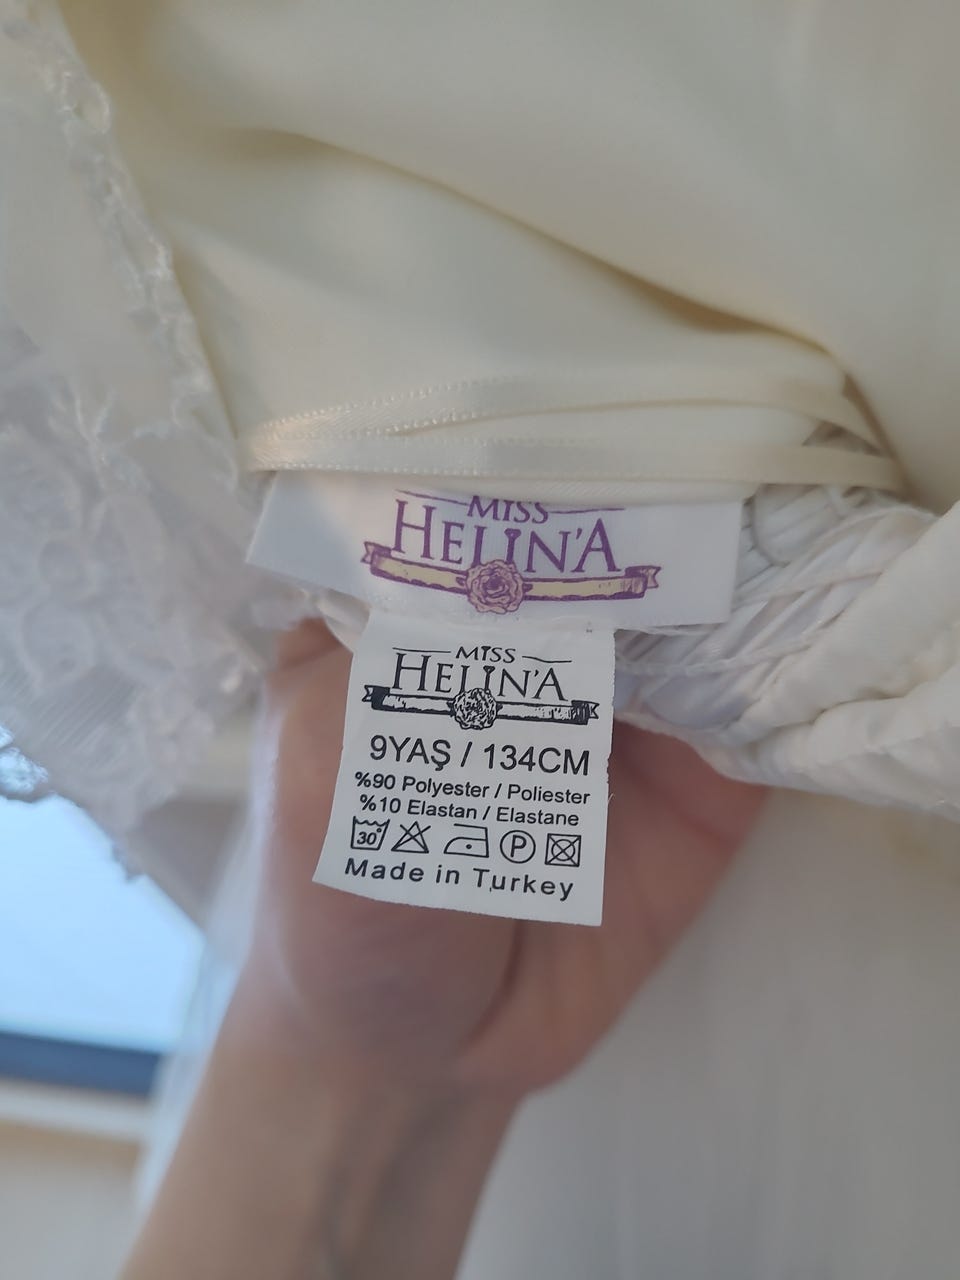 MISS
HELIN'A
MISS
HELIN'A
9YAŞ / 134CM
%90 Polyester / Poliester
%10 Elastan / Elastane
30°
P
Made in Turkey